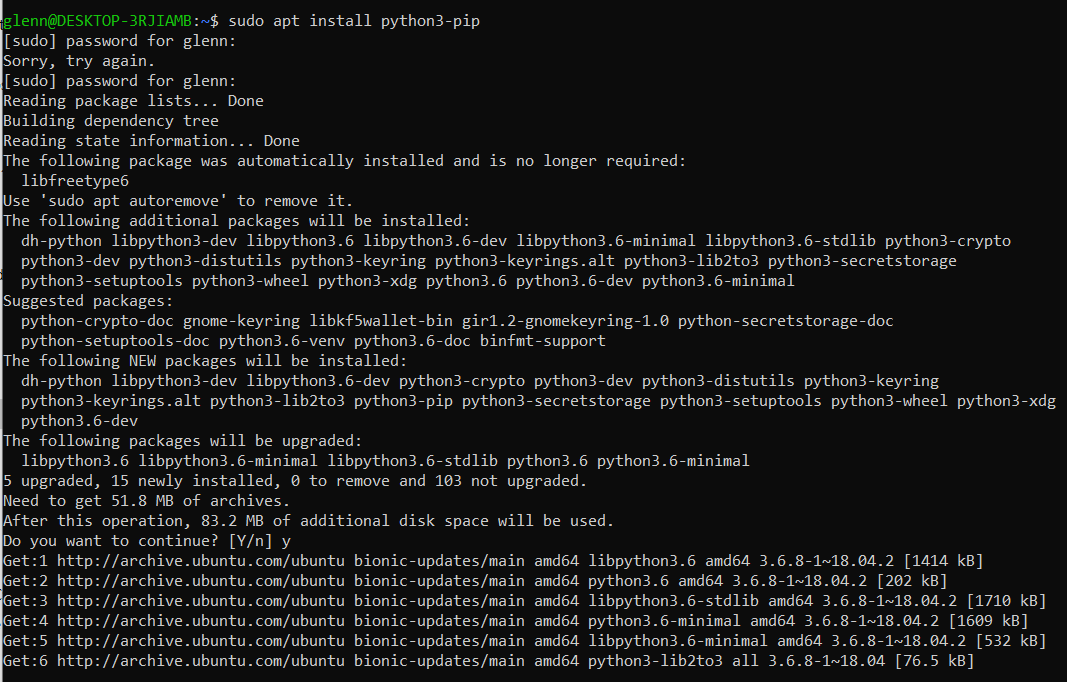 glenn@DESKTOP-3RJIAMB:~$ sudo apt install python3-pip
[sudo] password for glenn:
Sorry, try again.
[sudo] password for glenn:
Reading package lists... Done
Building dependency tree
Reading state information... Done
The following package was automatically installed and is no longer required:
  libfreetype6
Use 'sudo apt autoremove' to remove it.
The following additional packages will be installed:
  dh-python libpython3-dev libpython3.6 libpython3.6-dev libpython3.6-minimal libpython3.6-stdlib python3-crypto
  python3-dev python3-distutils python3-keyring python3-keyrings.alt python3-lib2to3 python3-secretstorage
  python3-setuptools python3-wheel python3-xdg python3.6 python3.6-dev python3.6-minimal
Suggested packages:
  python-crypto-doc gnome-keyring libkf5wallet-bin gir1.2-gnomekeyring-1.0 python-secretstorage-doc
  python-setuptools-doc python3.6-venv python3.6-doc binfmt-support
The following NEW packages will be installed:
  dh-python libpython3-dev libpython3.6-dev python3-crypto python3-dev python3-distutils python3-keyring
  python3-keyrings.alt python3-lib2to3 python3-pip python3-secretstorage python3-setuptools python3-wheel python3-xdg
  python3.6-dev
The following packages will be upgraded:
  libpython3.6 libpython3.6-minimal libpython3.6-stdlib python3.6 python3.6-minimal
5 upgraded, 15 newly installed, 0 to remove and 103 not upgraded.
Need to get 51.8 MB of archives.
After this operation, 83.2 MB of additional disk space will be used.
Do you want to continue? [Y/n] y
Get:1 http://archive.ubuntu.com/ubuntu bionic-updates/main amd64 libpython3.6 amd64 3.6.8-1~18.04.2 [1414 kB]
Get:2 http://archive.ubuntu.com/ubuntu bionic-updates/main amd64 python3.6 amd64 3.6.8-1~18.04.2 [202 kB]
Get:3 http://archive.ubuntu.com/ubuntu bionic-updates/main amd64 libpython3.6-stdlib amd64 3.6.8-1~18.04.2 [1710 kB]
Get:4 http://archive.ubuntu.com/ubuntu bionic-updates/main amd64 python3.6-minimal amd64 3.6.8-1~18.04.2 [1609 kB]
Get:5 http://archive.ubuntu.com/ubuntu bionic-updates/main amd64 libpython3.6-minimal amd64 3.6.8-1~18.04.2 [532 kB]
Get:6 http://archive.ubuntu.com/ubuntu bionic-updates/main amd64 python3-lib2to3 all 3.6.8-1~18.04 [76.5 kB]